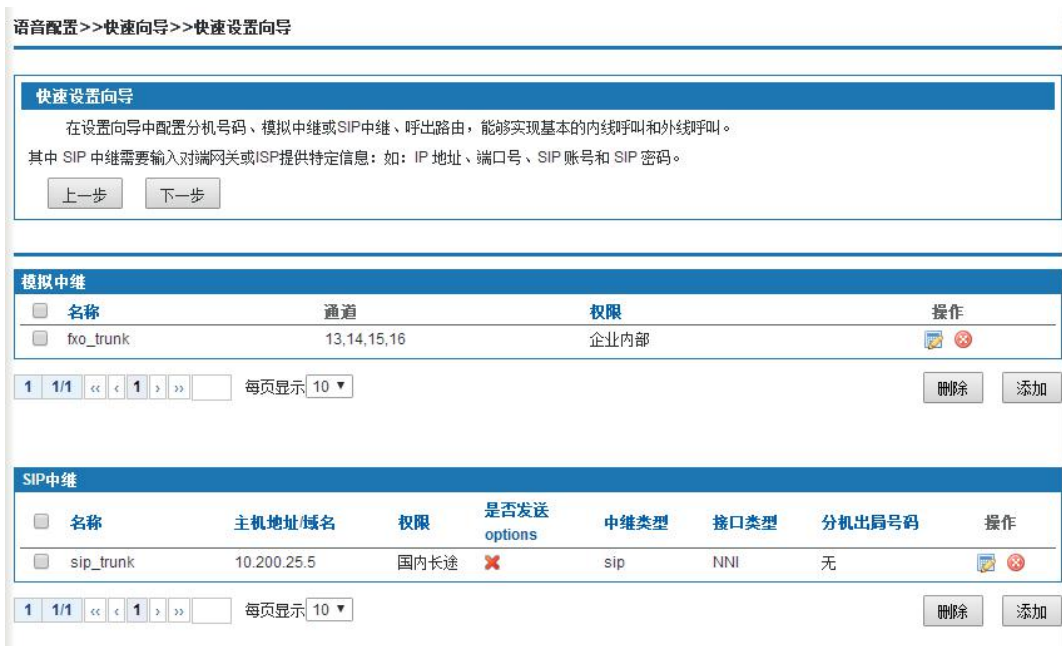 语音配置>>快速向导>>快速设置向导
快速设置向导
在设置向导中配置分机号码、模拟中继或SIP中继、呼出路由，能够实现基本的内线呼叫和外线呼叫。
其中 SIP 中继需要输入对端网关或ISP提供特定信息：如：IP 地址、端口号、SIP 账号和 SIP 密码。
上一步 下一步
模拟中继
名称 通道 权限 操作
fxo_trunk 13,14,15,16 企业内部
1 1/1 ‹‹ ‹ 1 › ›› 每页显示 10 ▼ 删除 添加
SIP中继
名称 主机地址/域名 权限 是否发送 options 中继类型 接口类型 分机出局号码 操作
sip_trunk 10.200.25.5 国内长途 sip NNI 无
1 1/1 ‹‹ ‹ 1 › ›› 每页显示 10 ▼ 删除 添加